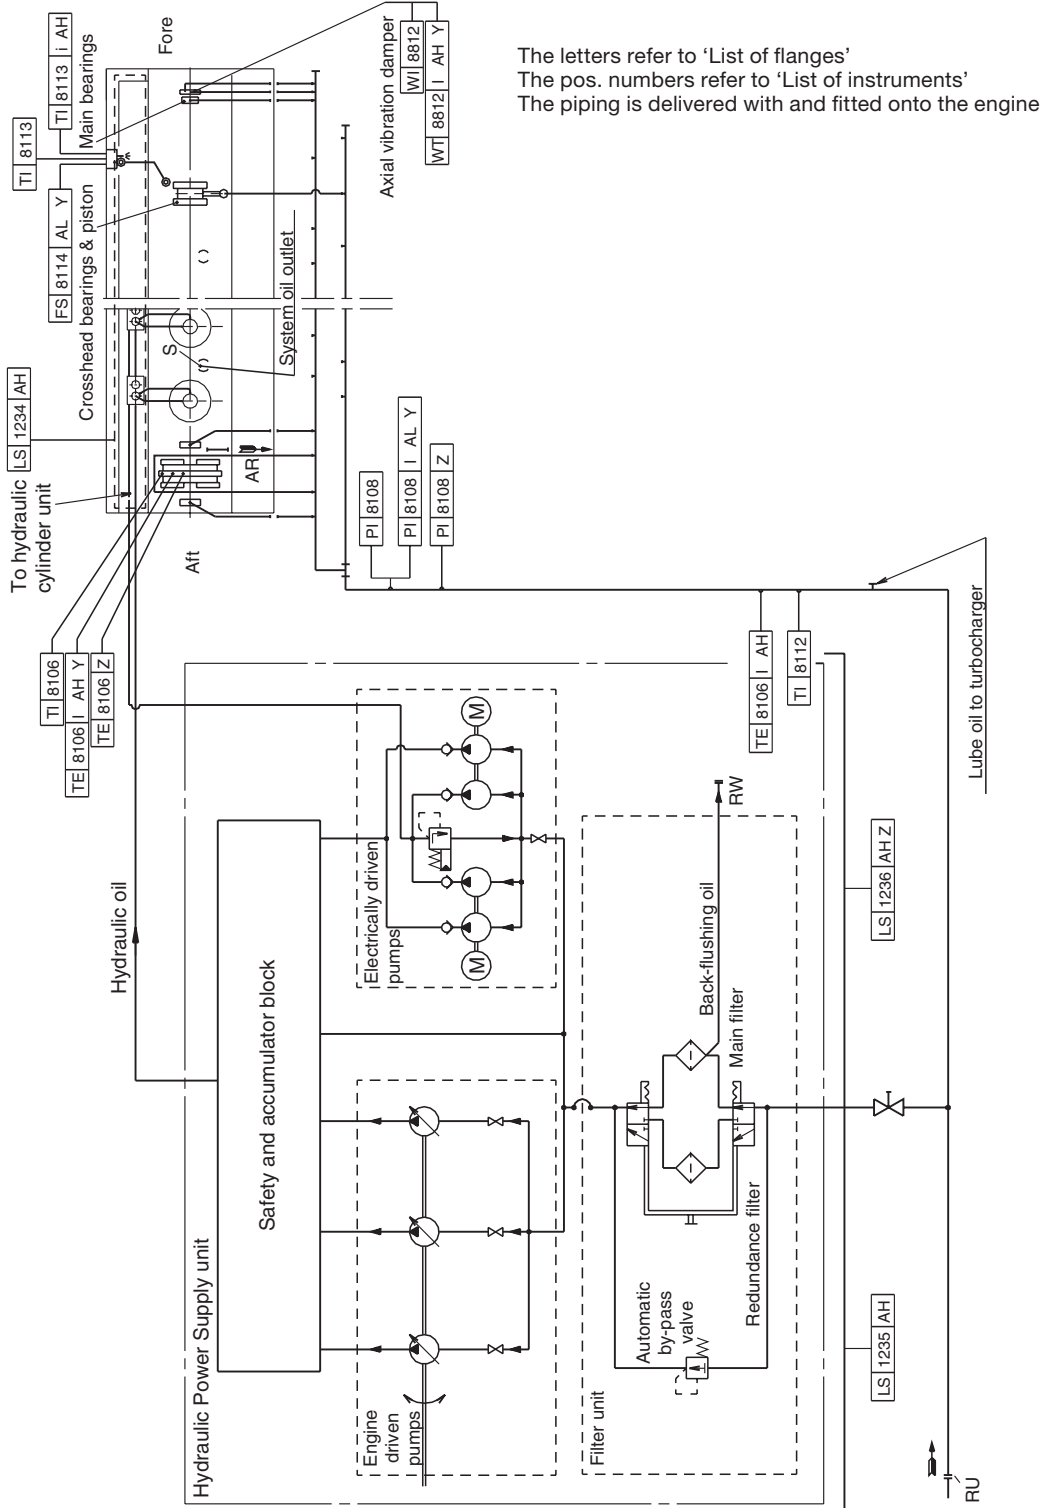 The letters refer to ‘List of flanges’
The pos. numbers refer to ‘List of instruments’
The piping is delivered with and fitted onto the engine
Fore
TI 8113 i AH
Main bearings
TI 8113
FS 8114 AL Y
Crosshead bearings & piston
Axial vibration damper
WI 8812
WT 8812 I AH Y
LS 1234 AH
S
System oil outlet
To hydraulic
cylinder unit
AR
Aft
PI 8108
PI 8108 I AL Y
PI 8108 Z
TI 8106
TE 8106 I AH Y
TE 8106 Z
TE 8106 I AH
TI 8112
Lube oil to turbocharger
Hydraulic oil
Hydraulic Power Supply unit
Safety and accumulator block
Electrically driven
pumps
M
M
RW
Back-flushing oil
Main filter
LS 1236 AH Z
Engine
driven
pumps
Filter unit
Automatic
by-pass
valve
Redundance filter
LS 1235 AH
RU